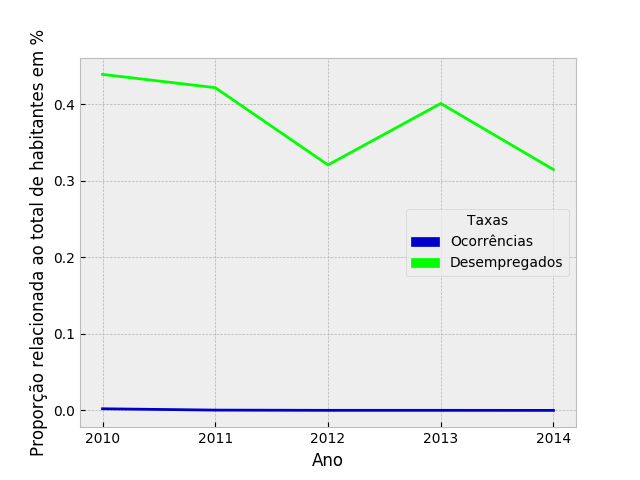 Proporção relacionada ao total de habitantes em %
0.4
0.3
0.2
0.1
0.0
Taxas
Ocorrências
Desempregados
2010 2011 2012 2013 2014
Ano